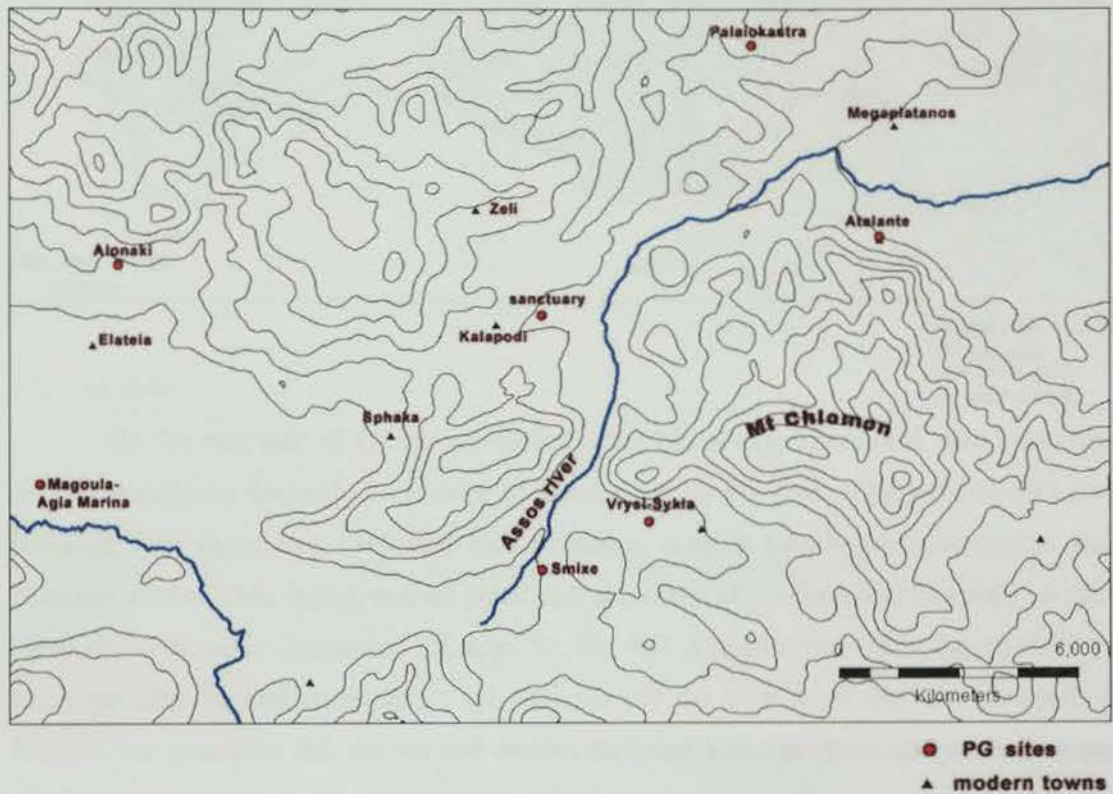 Palaiokastra
Megaplatanos
Zeli
Atalante
Alonaki
sanctuary
Kalapodi
Elateia
Sphaka
Mt Chlomon
Magoula-
Agia Marina
Assos river
Vrysi-Sykia
Smixe
0 6,000
Kilometers
PG sites
modern towns